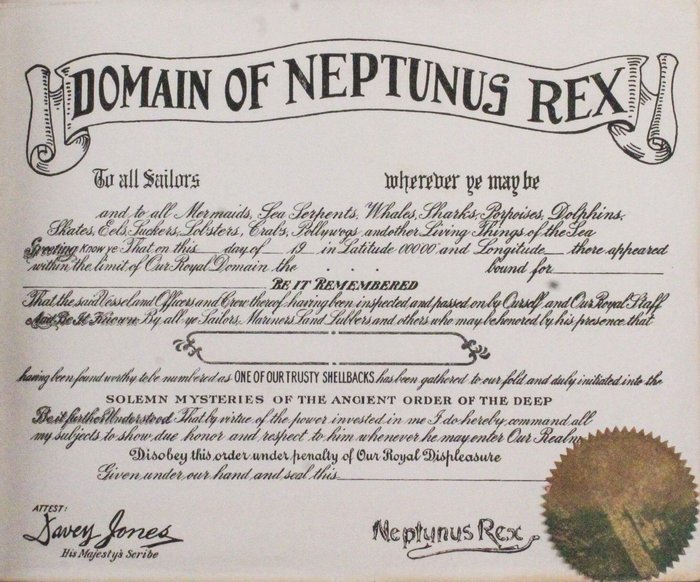 DOMAIN OF NEPTUNUS REX
To all Sailors wherever ye may be
and to all Mermaids, Sea Serpents, Whales, Sharks, Porpoises, Dolphins,
Skates, Eels, Suckers, Lobsters, Crabs, Pollywogs and other Living Things of the Sea
Greeting Know ye That on this day of 19 in Latitude 00000 and Longitude there appeared
within the limit of Our Royal Domain the . . . . bound for
BE IT REMEMBERED
That the said Vessel and Officers and Crew thereof, having been inspected and passed on by Ourself, and Our Royal Staff
And Be It Known By all ye Sailors, Mariners, Land Lubbers and others who may be honored by his presence that
having been found worthy to be numbered as ONE OF OUR TRUSTY SHELLBACKS has been gathered to our fold and duly initiated into the
SOLEMN MYSTERIES OF THE ANCIENT ORDER OF THE DEEP
Be it further Understood That by virtue of the power invested in me I do hereby command all
my subjects to show due honor and respect to him whenever he may enter Our Realm
Disobey this order under penalty of Our Royal Displeasure
Given under our hand and seal this
ATTEST:
Davey Jones
His Majesty's Scribe
Neptunus Rex